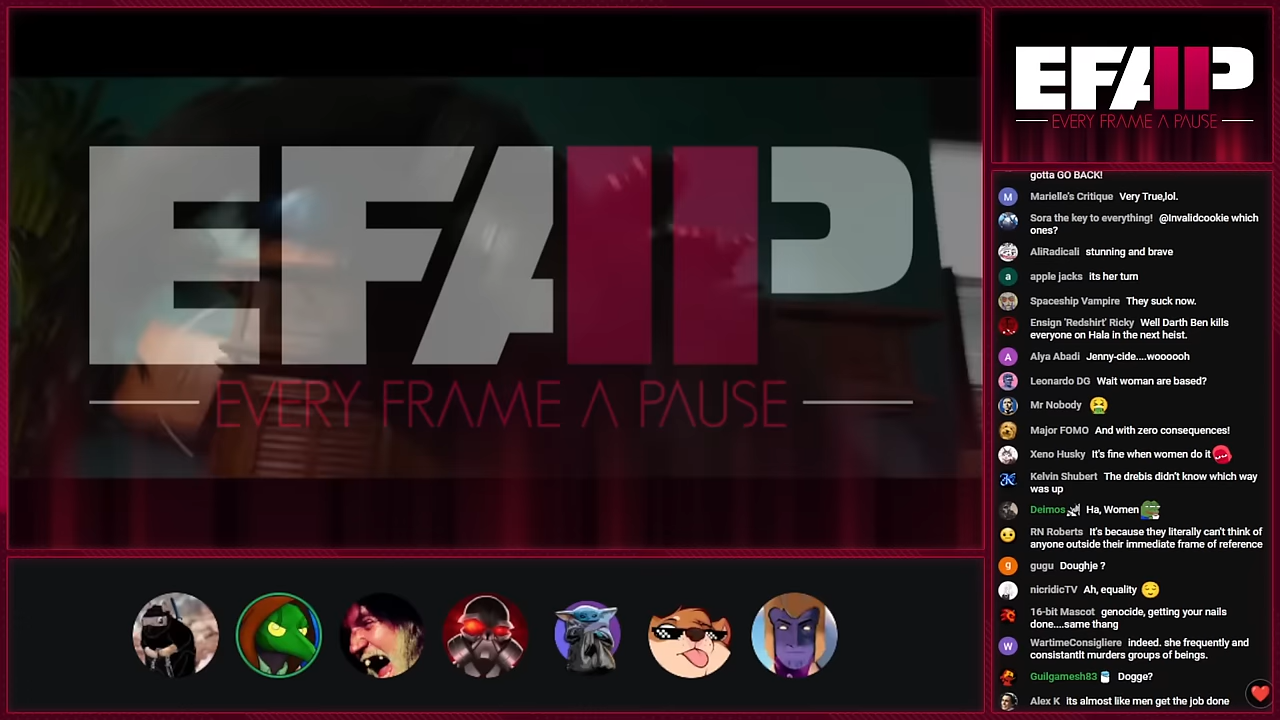 EFAP
EVERY FRAME A PAUSE
EFAP
EVERY FRAME A PAUSE
gotta GO BACK!
M
Marielle's Critique Very True,lol.
Sora the key to everything! @Invalidcookie which
ones?
AliRadicali stunning and brave
a
apple jacks its her turn
Spaceship Vampire They suck now.
Ensign 'Redshirt' Ricky Well Darth Ben kills
everyone on Hala in the next heist.
A
Alya Abadi Jenny-cide....woooooh
Leonardo DG Wait woman are based?
Mr Nobody 🤮
Major FOMO And with zero consequences!
Xeno Husky It's fine when women do it
Kelvin Shubert The drebis didn't know which way
was up
Deimos Ha, Women
RN Roberts It's because they literally can't think of
anyone outside their immediate frame of reference
g
gugu Doughje ?
nicridicTV Ah, equality 😌
16-bit Mascot genocide, getting your nails
done....same thang
W
WartimeConsigliere indeed. she frequently and
consistantlt murders groups of beings.
Guilgamesh83 Dogge?
Alex K its almost like men get the job done